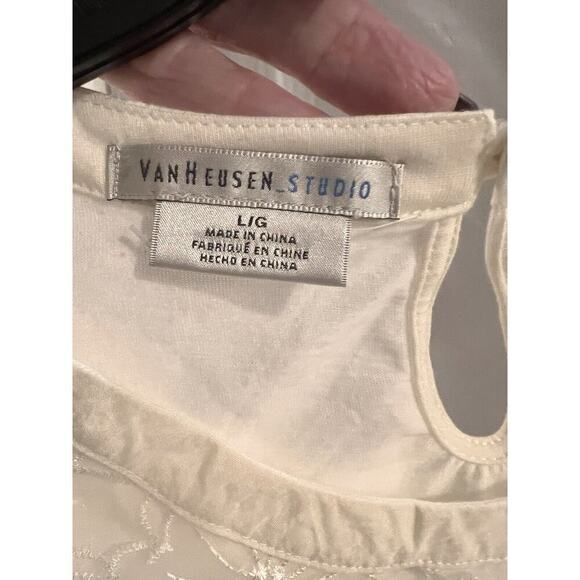 VANHEUSEN_STUDIO
L/G
MADE IN CHINA
FABRIQUÉ EN CHINE
HECHO EN CHINA